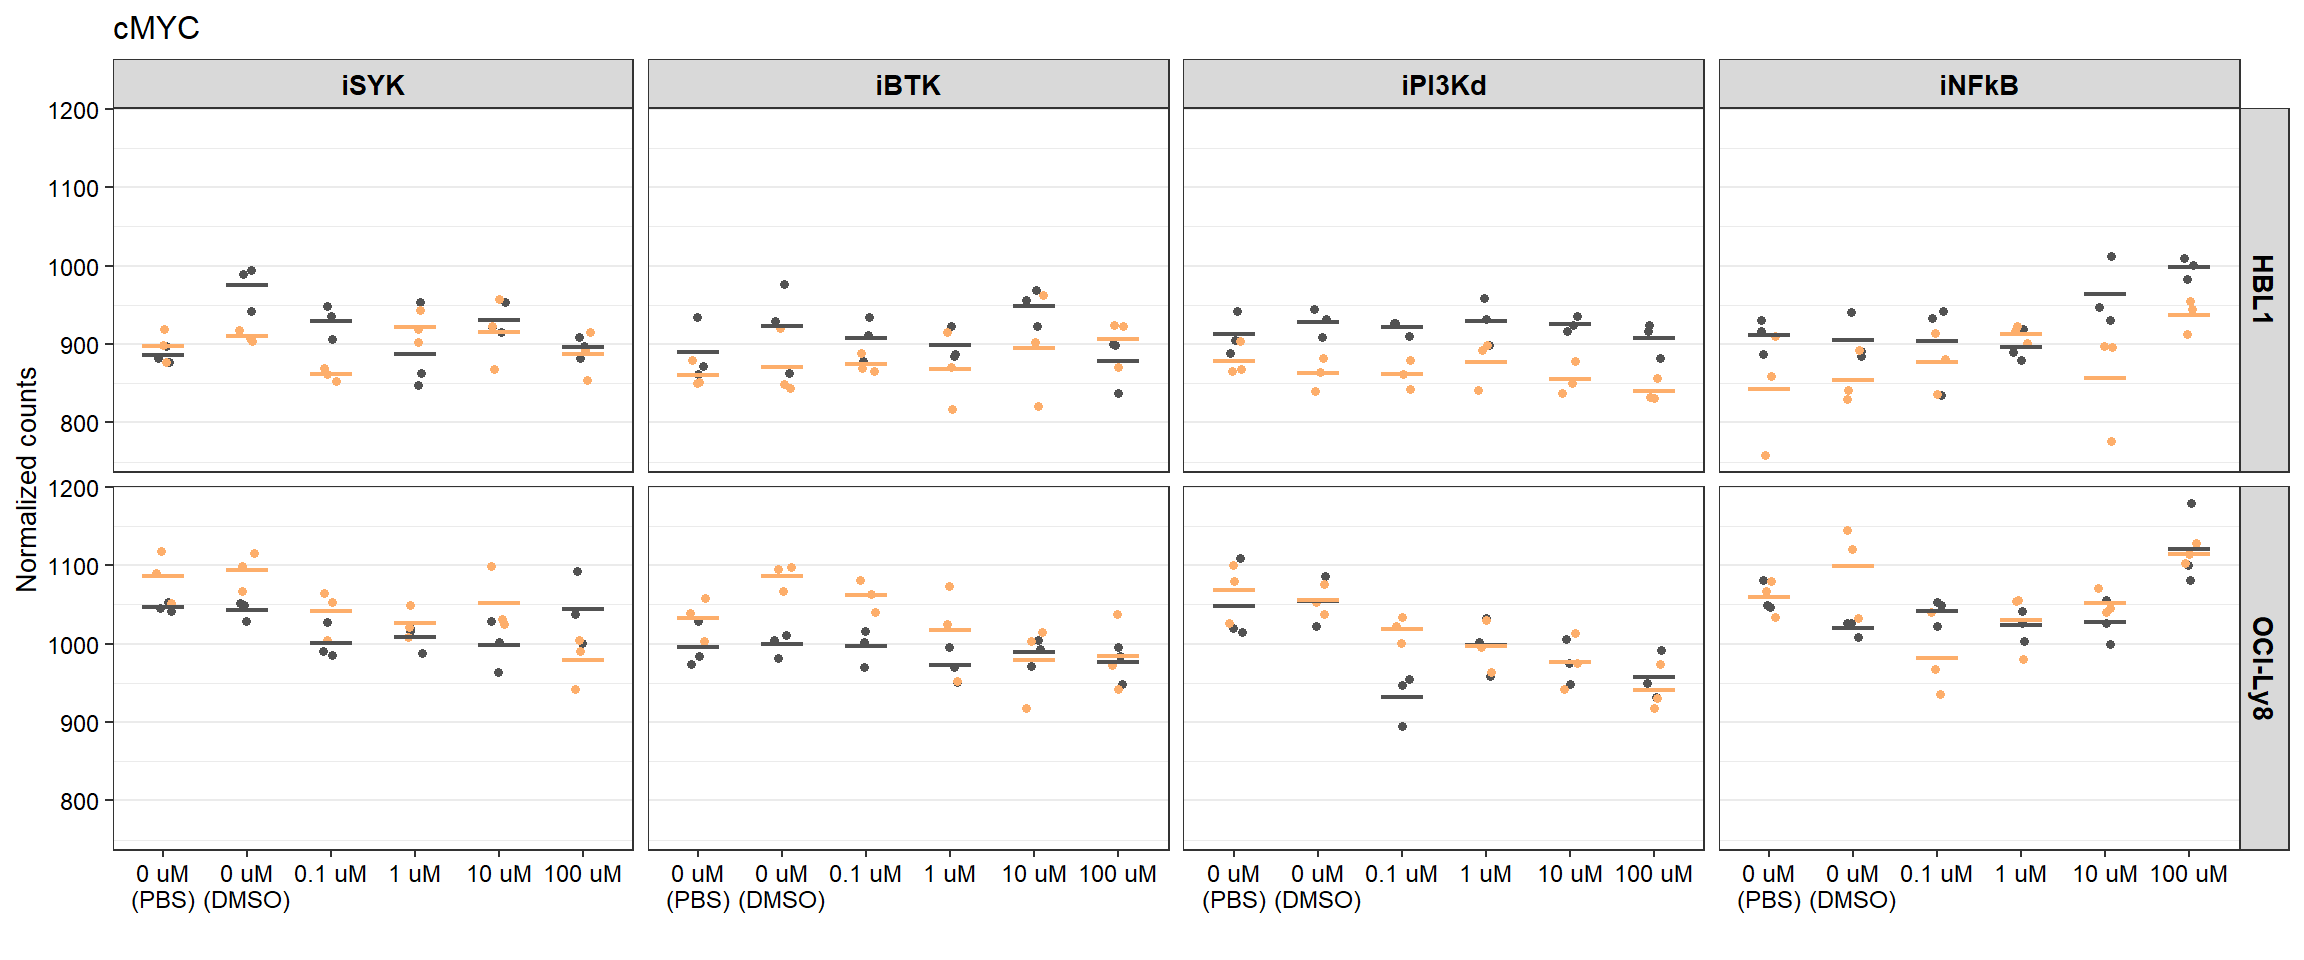 cMYC
iSYK iBTK iPI3Kd iNFkB
1200
1100
1000
900
800
HBL1
1200
1100
1000
900
800
OCI-Ly8
Normalized counts
0 uM 0 uM 0.1 uM 1 uM 10 uM 100 uM 0 uM 0 uM 0.1 uM 1 uM 10 uM 100 uM 0 uM 0 uM 0.1 uM 1 uM 10 uM 100 uM 0 uM 0 uM 0.1 uM 1 uM 10 uM 100 uM
(PBS) (DMSO) (PBS) (DMSO) (PBS) (DMSO) (PBS) (DMSO)